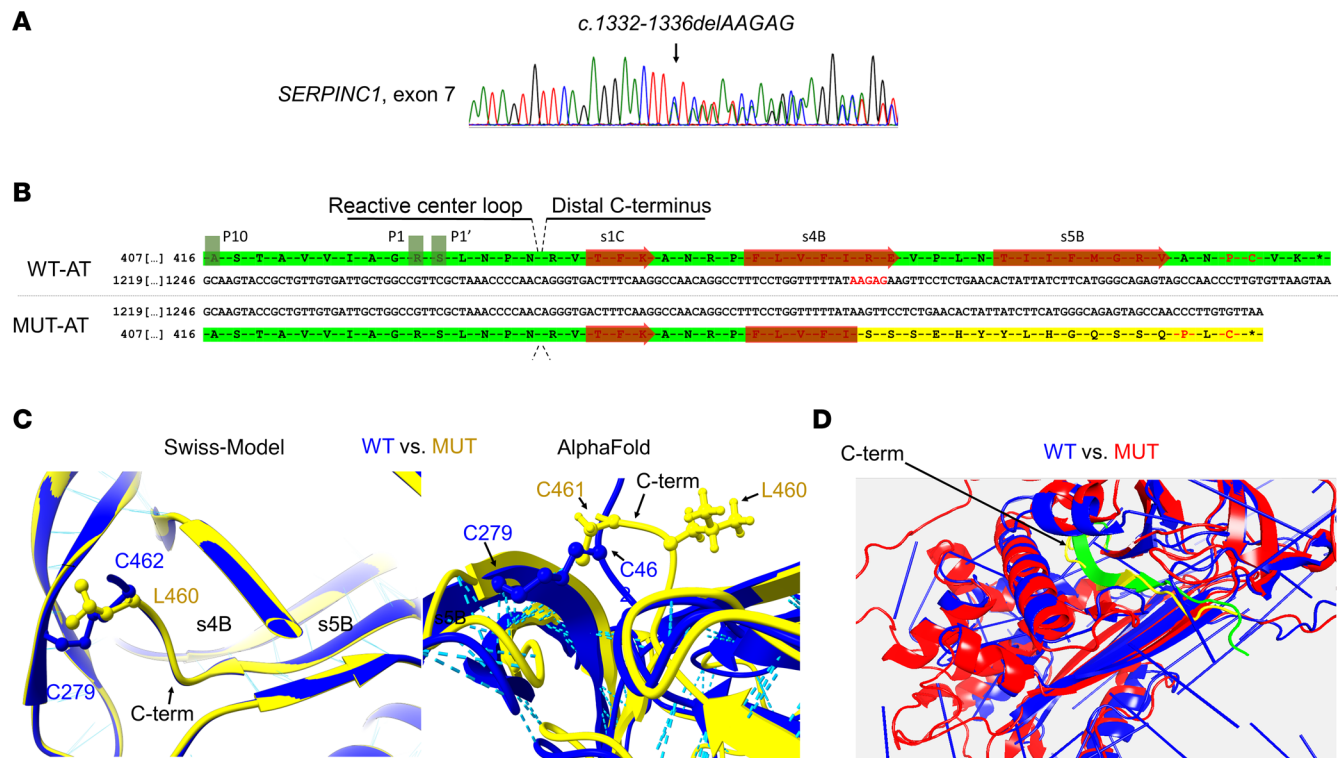 A
c.1332-1336delAAGAG
SERPINC1, exon 7
B
Reactive center loop
Distal C-terminus
P10
P1
P1'
s1C
s4B
s5B
WT-AT
407[…] 416 A--S--T--A--V--V--I--A--G--R--S--L--N--P--N--R--V--T--F--K--A--N--R--P--F--L--V--F--I--R--E--V--P--L--N--T--I--I--F--M--G--R--V--A--N--P--C--V--K--*-
1219[…]1246 GCAAGTACCGCTGTTGTGATTGCTGGCCGTTCGCTAAACCCCAACAGGGTGACTTTCAAGGCCAACAGGCCTTTCCTGGTTTTTATAAGAGAAGTTCCTCTGAACACTATTATCTTCATGGGCAGAGTAGCCAACCCTTGTGTTAAGTAA
MUT-AT
1219[…]1246 GCAAGTACCGCTGTTGTGATTGCTGGCCGTTCGCTAAACCCCAACAGGGTGACTTTCAAGGCCAACAGGCCTTTCCTGGTTTTTATAAGTTCCTCTGAACACTATTATCTTCATGGGCAGAGTAGCCAACCCTTGTGTTAA
407[…] 416 A--S--T--A--V--V--I--A--G--R--S--L--N--P--N--R--V--T--F--K--A--N--R--P--F--L--V--F--I--S--S--S--E--H--Y--Y--L--H--G--Q--S--S--Q--P--L--C--*-
C
Swiss-Model
WT vs. MUT
AlphaFold
C462
L460
s4B
s5B
C279
C-term
C461
C-term
L460
C279
C46
s5B
D
C-term
WT vs. MUT